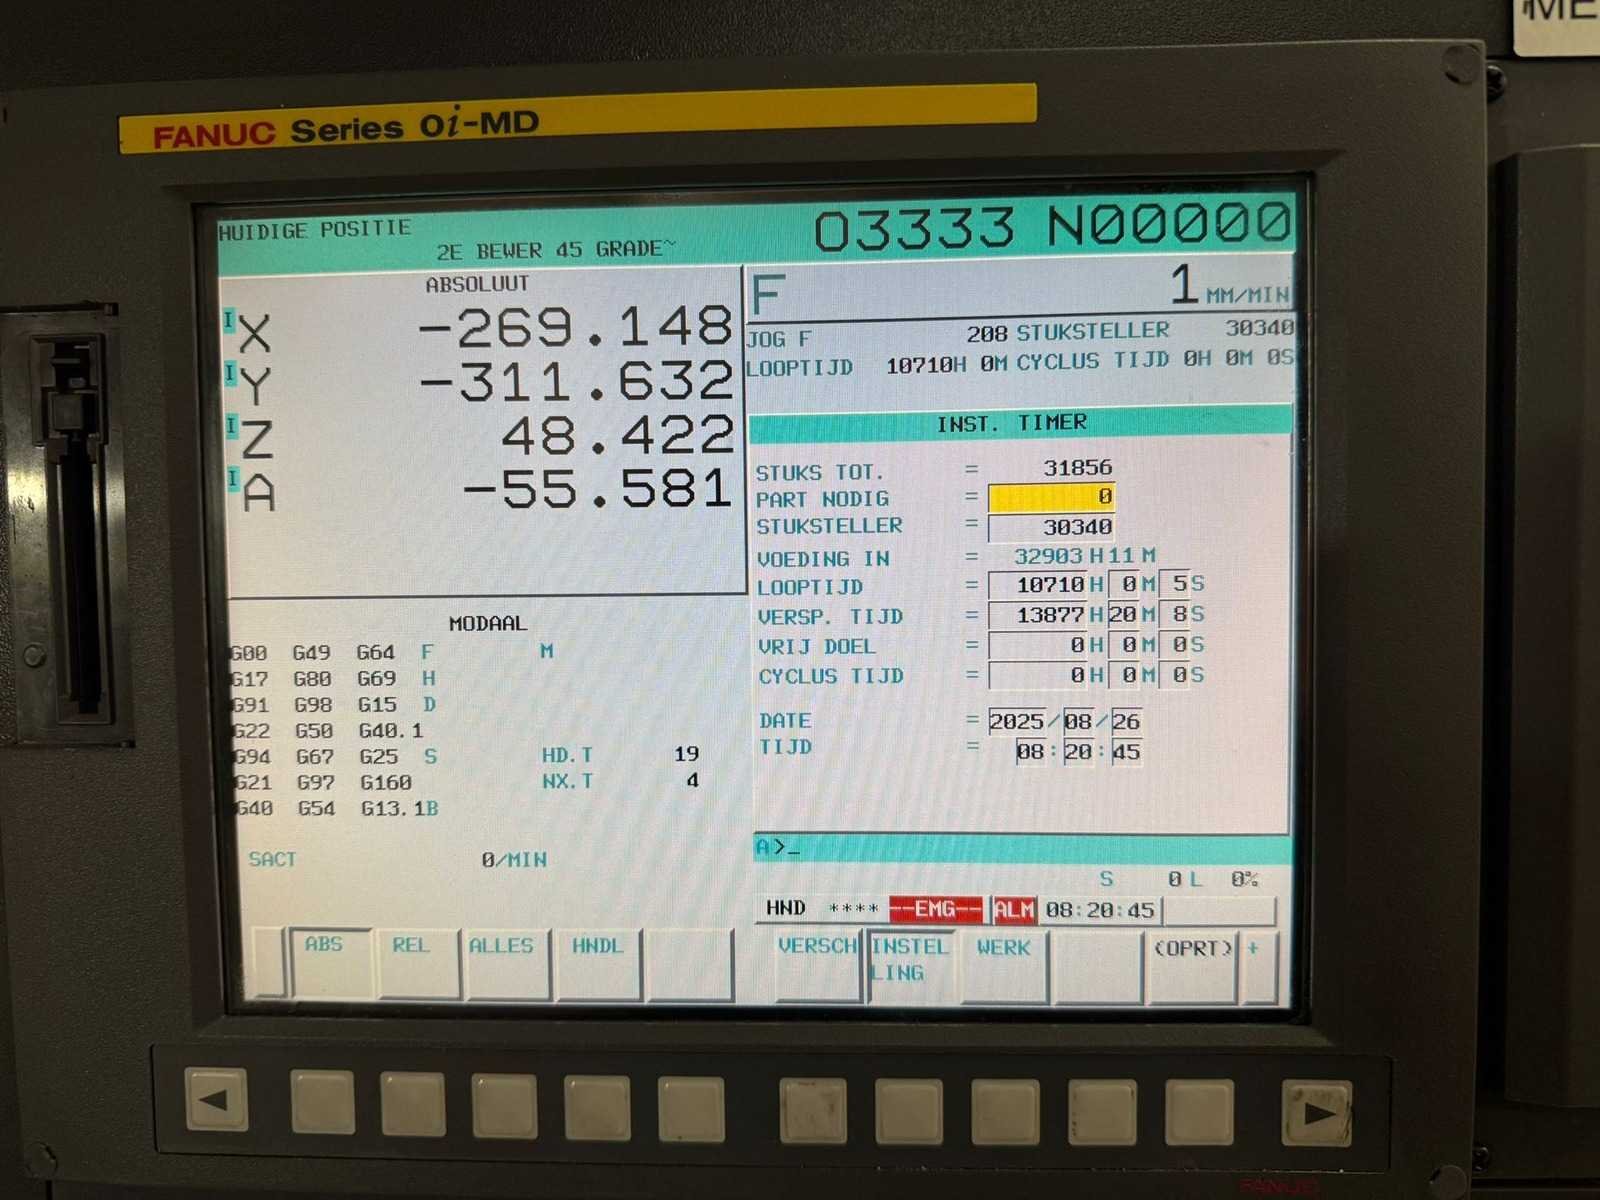 ME
FANUC Series 0i-MD
HUIDIGE POSITIE
2E BEWER 45 GRADE~
O3333 N00000
ABSOLUUT
I X -269.148
I Y -311.632
I Z 48.422
I A -55.581
F 1 MM/MIN
JOG F 208 STUKSTELLER 30340
LOOPTIJD 10710H 0M CYCLUS TIJD 0H 0M 0S
INST. TIMER
STUKS TOT. = 31856
PART NODIG = 0
STUKSTELLER = 30340
VOEDING IN = 32903 H 11 M
LOOPTIJD = 10710 H 0 M 5 S
VERSP. TIJD = 13877 H 20 M 8 S
VRIJ DOEL = 0 H 0 M 0 S
CYCLUS TIJD = 0 H 0 M 0 S
DATE = 2025/08/26
TIJD = 08:20:45
MODAAL
G00 G49 G64 F M
G17 G80 G69 H
G91 G98 G15 D
G22 G50 G40.1
G94 G67 G25 S HD.T 19
G21 G97 G160 NX.T 4
G40 G54 G13.1 B
SACT 0/MIN
A>_
S 0 L 0%
HND **** --EMG-- ALM 08:20:45
ABS REL ALLES HNDL
VERSCH INSTEL LING WERK (OPRT) +
FANUC